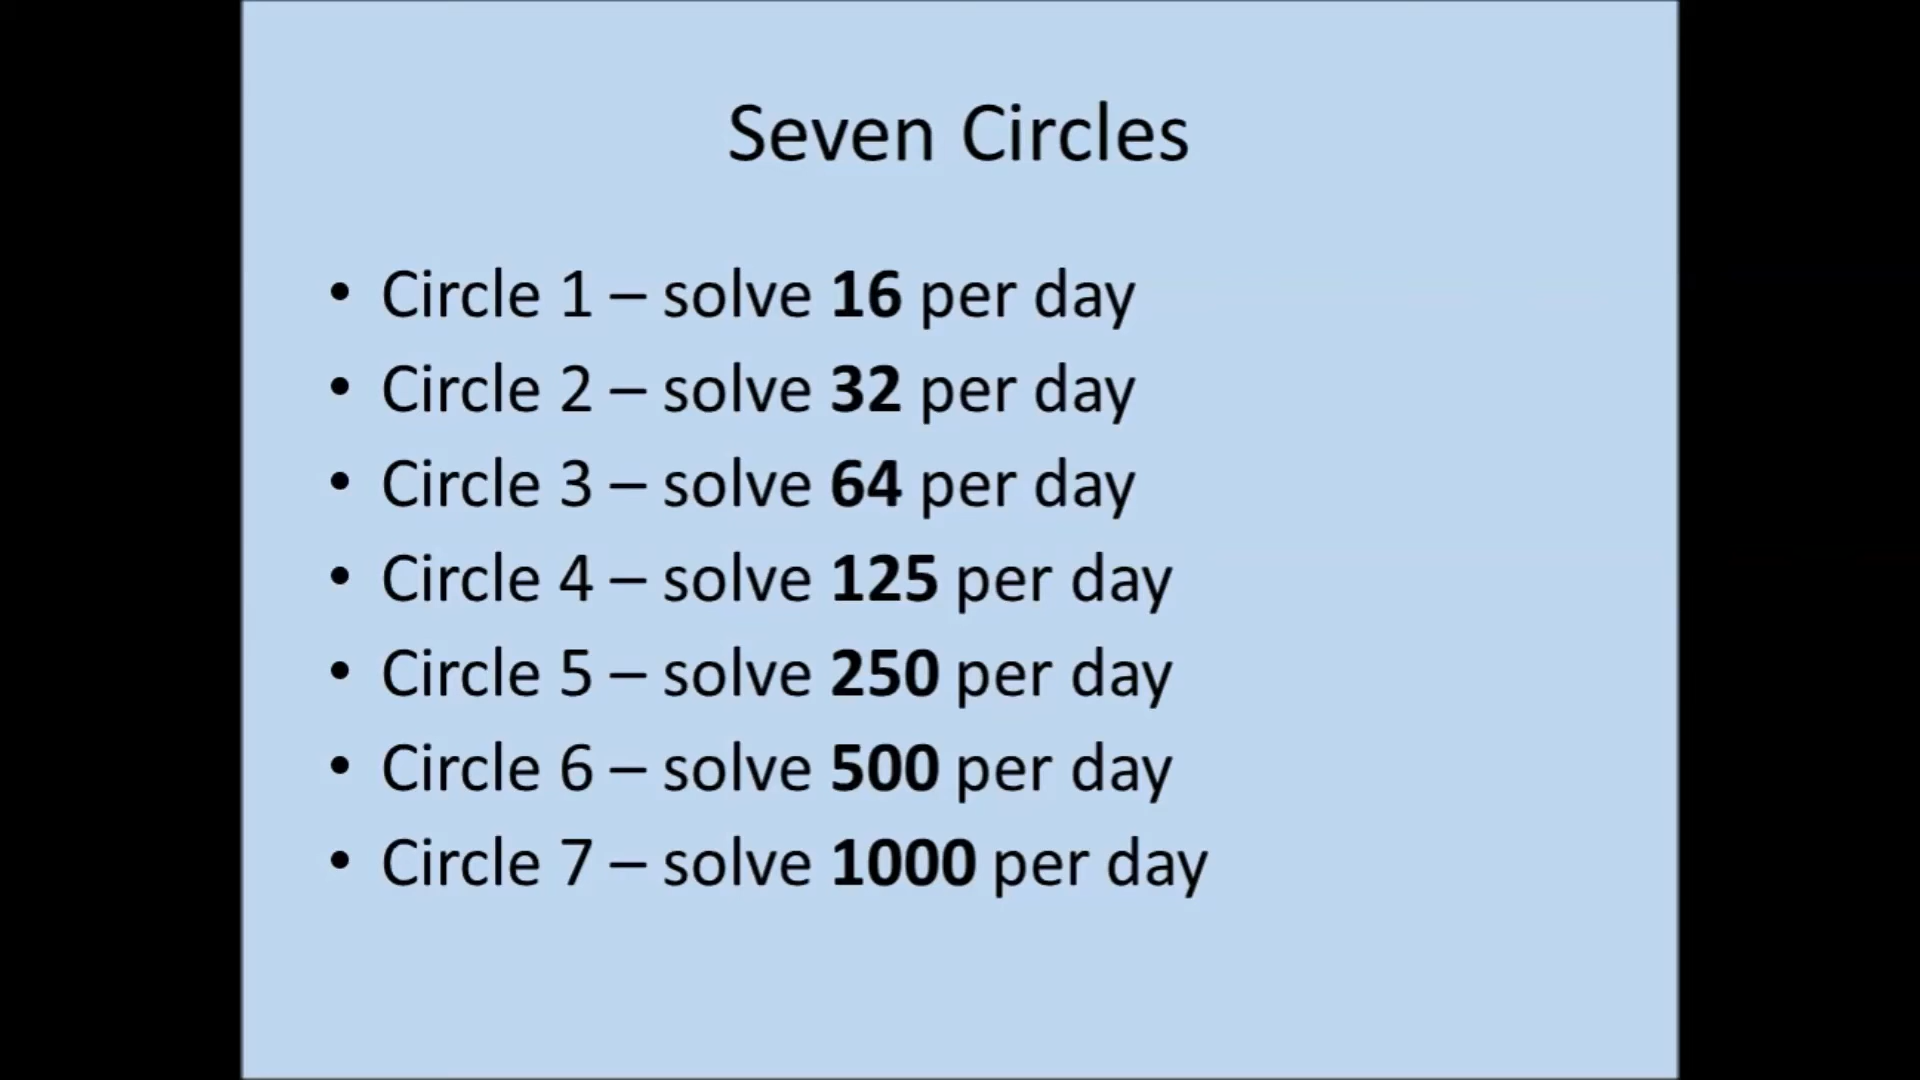 Seven Circles
• Circle 1 – solve 16 per day
• Circle 2 – solve 32 per day
• Circle 3 – solve 64 per day
• Circle 4 – solve 125 per day
• Circle 5 – solve 250 per day
• Circle 6 – solve 500 per day
• Circle 7 – solve 1000 per day